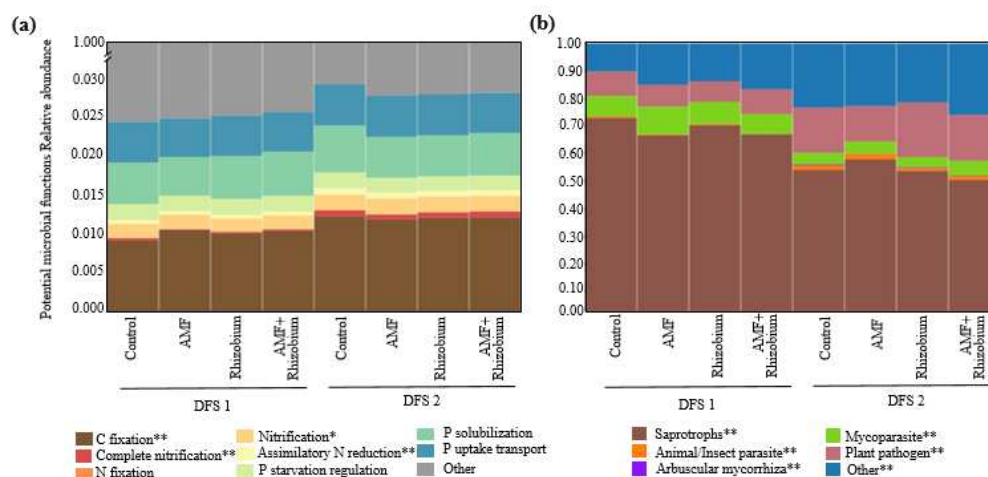 (a)
Potential microbial functions Relative abundance
1.000
0.030
0.025
0.020
0.015
0.010
0.005
0.000
Control
AMF
Rhizobium
AMF+
Rhizobium
Control
AMF
Rhizobium
AMF+
Rhizobium
DFS 1
DFS 2
C fixation**
Complete nitrification**
N fixation
Nitrification*
Assimilatory N reduction**
P starvation regulation
P solubilization
P uptake transport
Other
(b)
1.00
0.90
0.80
0.70
0.60
0.50
0.40
0.30
0.20
0.10
0.00
Control
AMF
Rhizobium
AMF+
Rhizobium
Control
AMF
Rhizobium
AMF+
Rhizobium
DFS 1
DFS 2
Saprotrophs**
Animal/Insect parasite**
Arbuscular mycorrhiza**
Mycoparasite**
Plant pathogen**
Other**